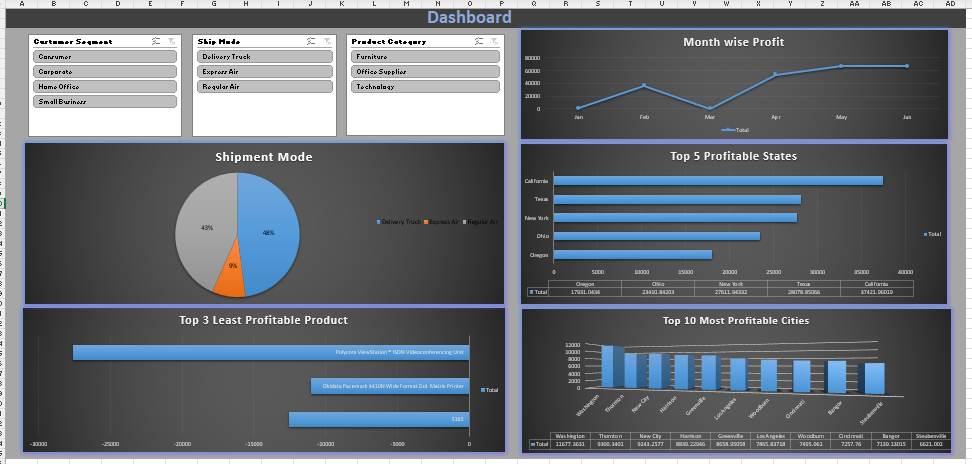 A B C D E F G H I J K L M N O P Q R S T U V W X Y Z AA AB AC AD
Dashboard
Customer Segment
Consumer
Corporate
Home Office
Small Business
Ship Mode
Delivery Truck
Express Air
Regular Air
Product Category
Furniture
Office Supplies
Technology
Month wise Profit
80000
60000
40000
20000
0
Jan Feb Mar Apr May Jun
Total
Shipment Mode
43%
48%
9%
Delivery Truck Express Air Regular Air
Top 5 Profitable States
California
Texas
New York
Ohio
Oregon
0 5000 10000 15000 20000 25000 30000 35000 40000
Total
Oregon Ohio New York Texas California
Total 17931.0434 23410.84203 27611.94002 28078.85066 37421.96019
Top 3 Least Profitable Product
Polycom ViewStation™ ISDN Videoconferencing Unit
Okidata Pacemark 4410N Wide Format Dot Matrix Printer
5165
-30000 -25000 -20000 -15000 -10000 -5000 0
Total
Top 10 Most Profitable Cities
12000
10000
8000
6000
4000
2000
0
Washington Thornton New City Harrison Greenville Los Angeles Woodburn Cincinnati Bangor Steubenville
Washington Thornton New City Harrison Greenville Los Angeles Woodburn Cincinnati Bangor Steubenville
Total 11677.3631 9300.3401 9243.2577 8839.22946 8658.95058 7865.83718 7495.061 7257.76 7139.13015 6621.002